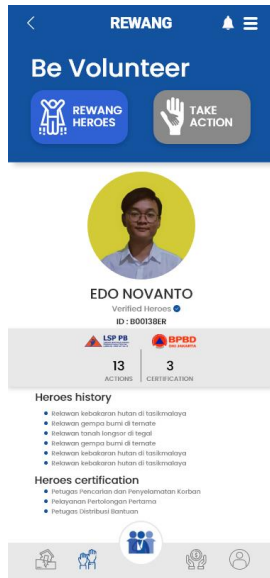 REWANG
Be Volunteer
REWANG
HEROES
TAKE
ACTION
EDO NOVANTO
Verified Heroes
ID : B00138ER
LSP PB
BPBD
13
ACTIONS
3
CERTIFICATION
Heroes history
Relawan kebakaran hutan di tasikmalaya
Relawan gempa bumi di ternate
Relawan tanah longsor di tegal
Relawan gempa bumi di ternate
Relawan kebakaran hutan di tasikmalaya
Relawan kebakaran hutan di tasikmalaya
Heroes certification
Petugas Pencarian dan Penyelamatan Korban
Pelayanan Pertolongan Pertama
Petugas Distribusi Bantuan